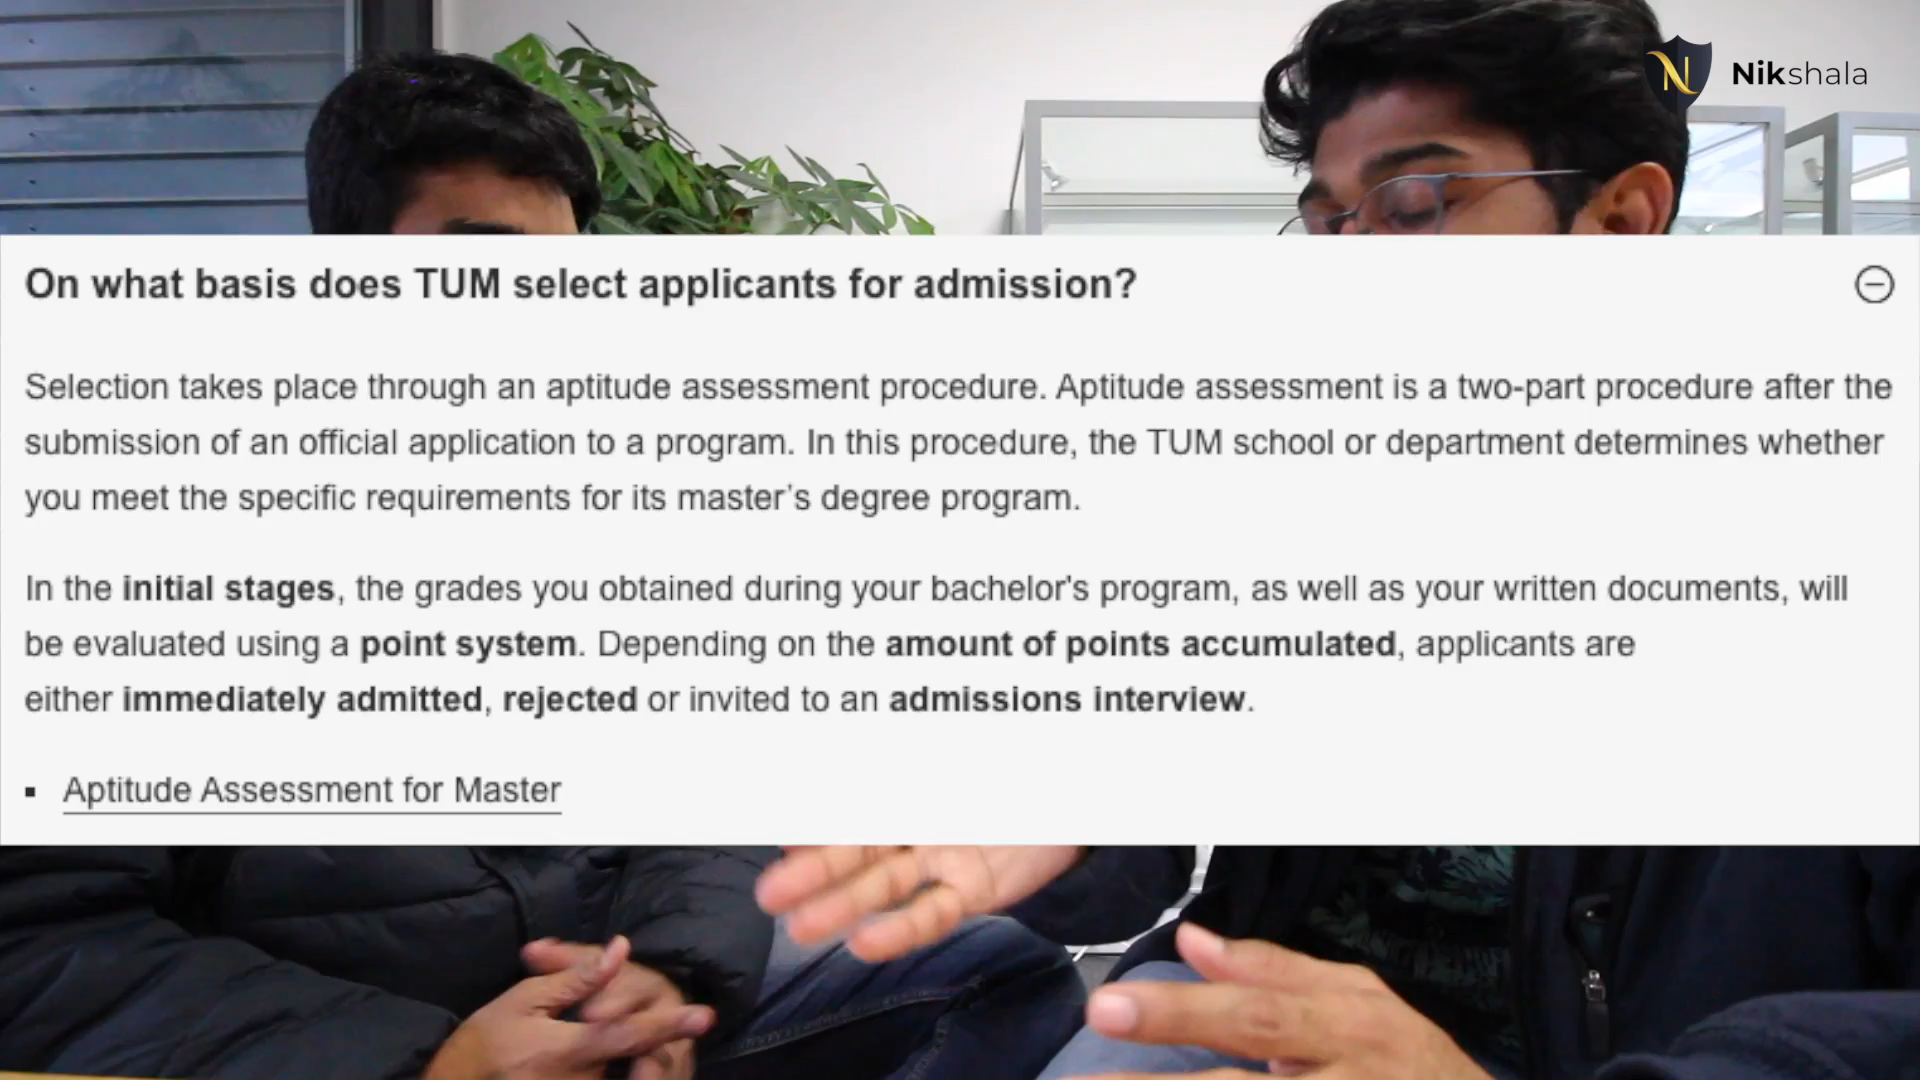 Nikshala
On what basis does TUM select applicants for admission?
Selection takes place through an aptitude assessment procedure. Aptitude assessment is a two-part procedure after the
submission of an official application to a program. In this procedure, the TUM school or department determines whether
you meet the specific requirements for its master’s degree program.
In the initial stages, the grades you obtained during your bachelor's program, as well as your written documents, will
be evaluated using a point system. Depending on the amount of points accumulated, applicants are
either immediately admitted, rejected or invited to an admissions interview.
▪ Aptitude Assessment for Master